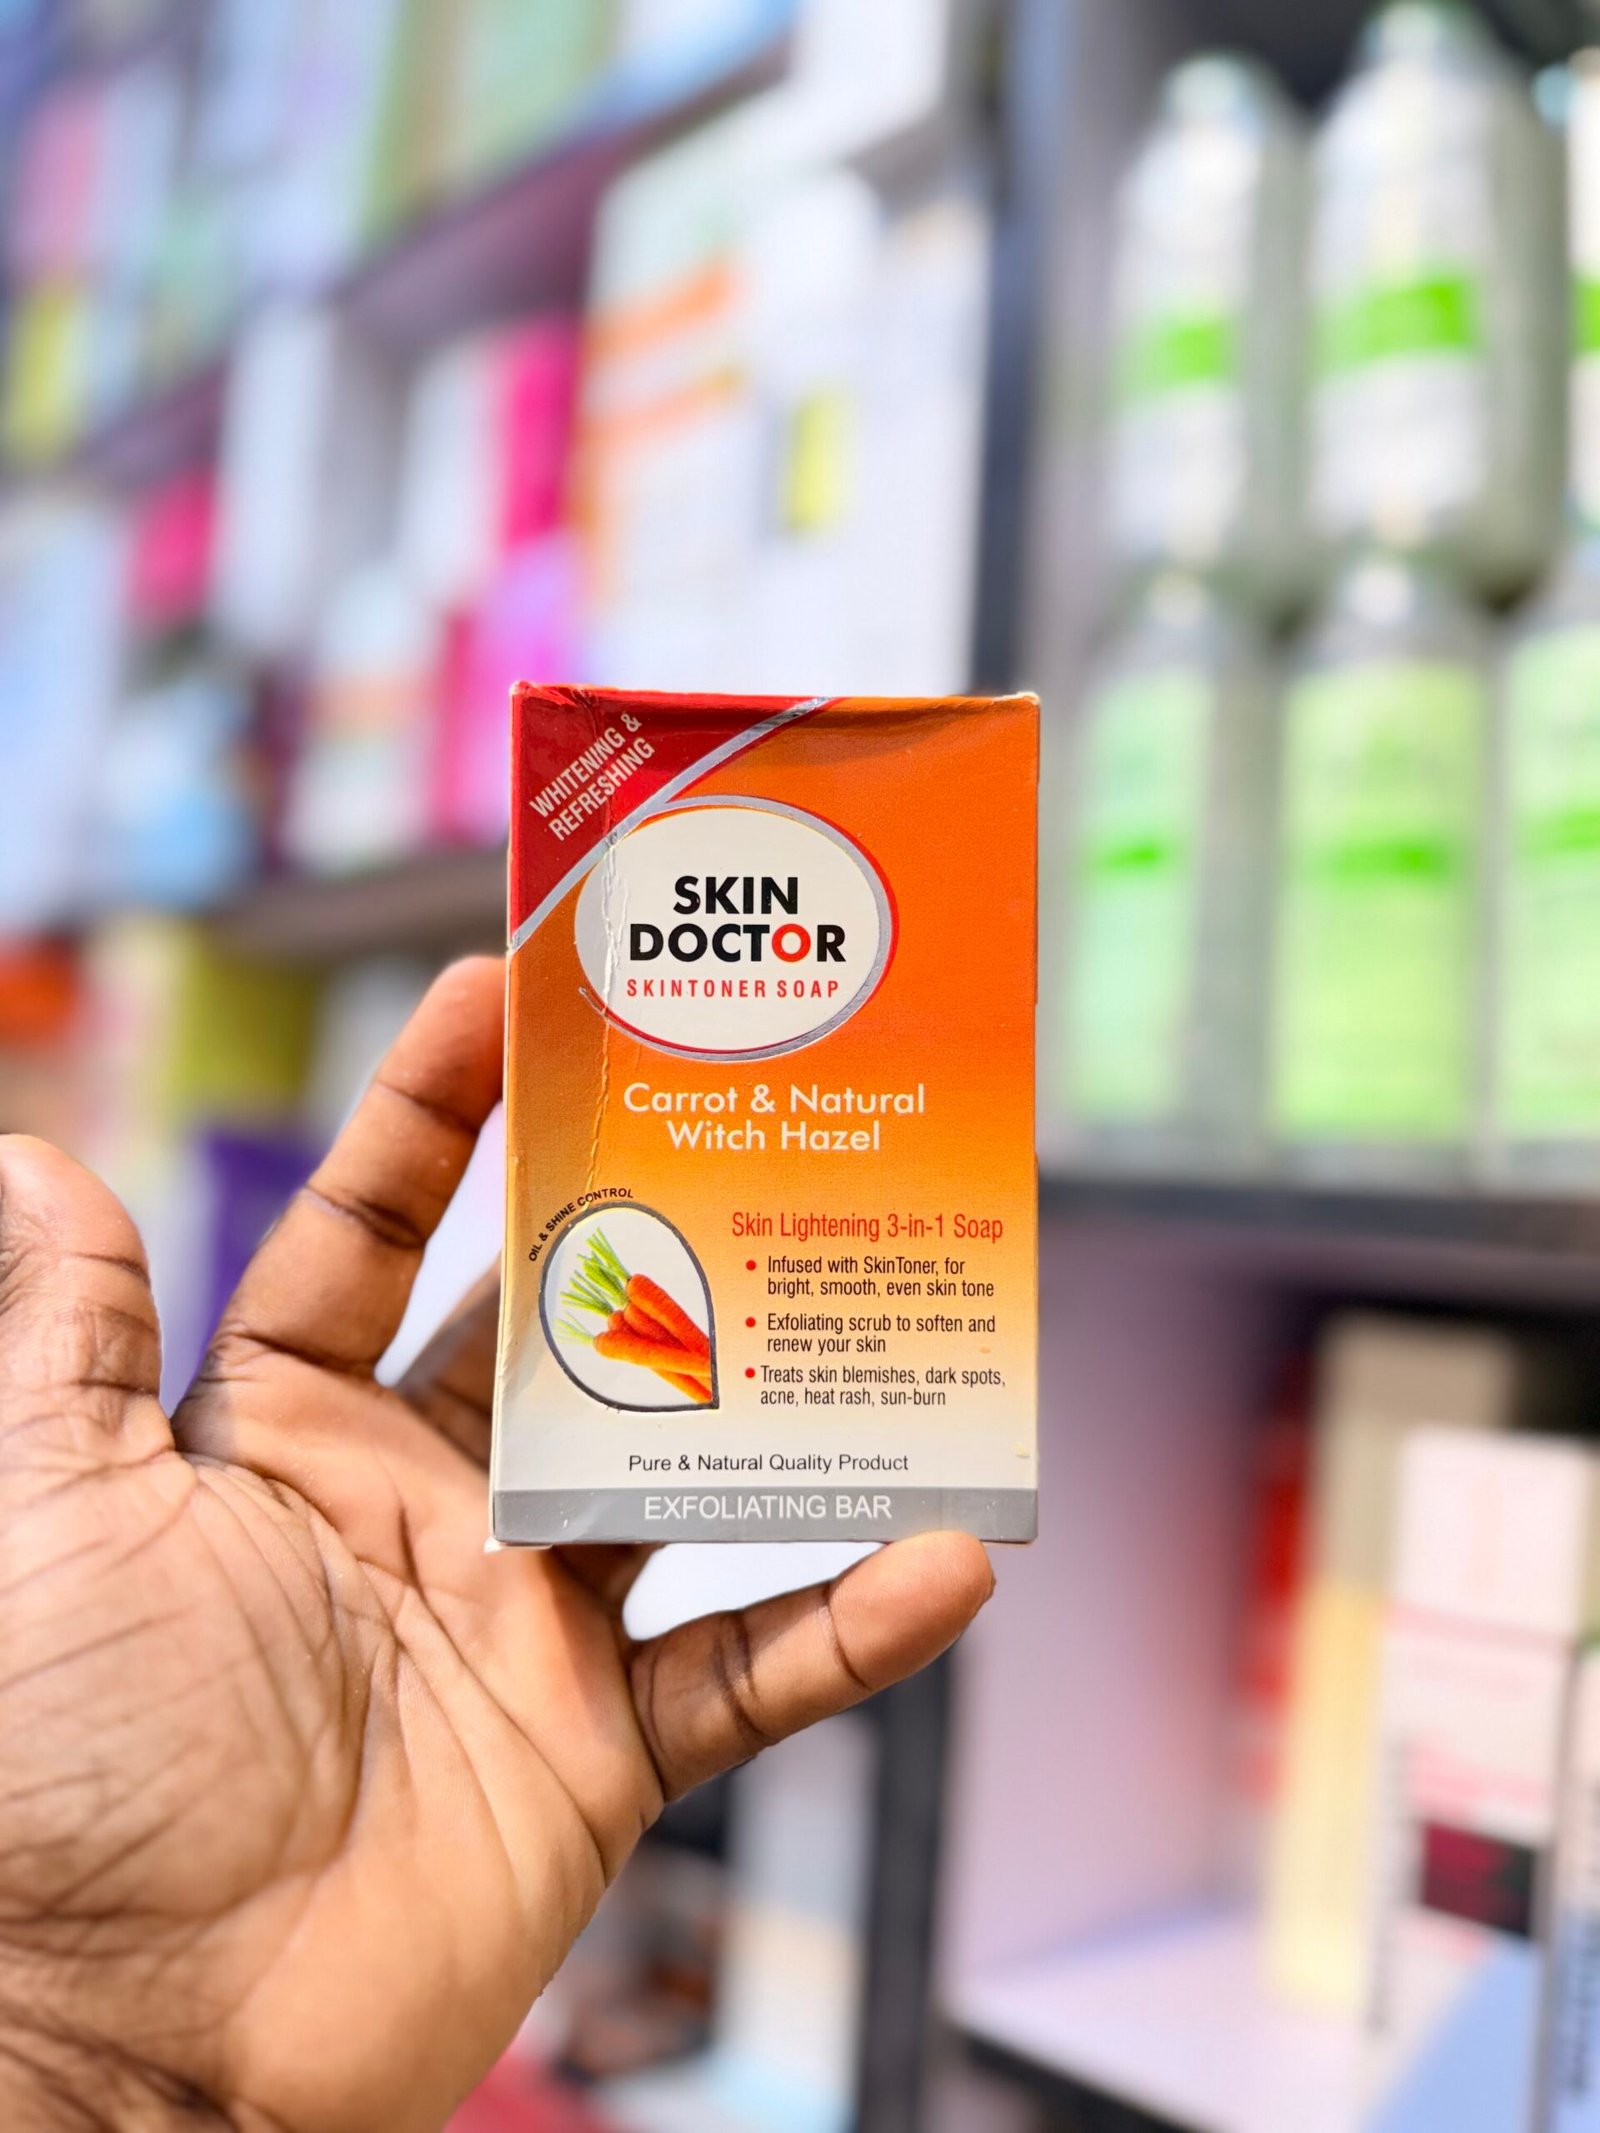 WHITENING &
REFRESHING
SKIN
DOCTOR
SKINTONER SOAP
Carrot & Natural
Witch Hazel
OIL & SHINE CONTROL
Skin Lightening 3-in-1 Soap
• Infused with SkinToner, for
bright, smooth, even skin tone
• Exfoliating scrub to soften and
renew your skin
• Treats skin blemishes, dark spots,
acne, heat rash, sun-burn
Pure & Natural Quality Product
EXFOLIATING BAR